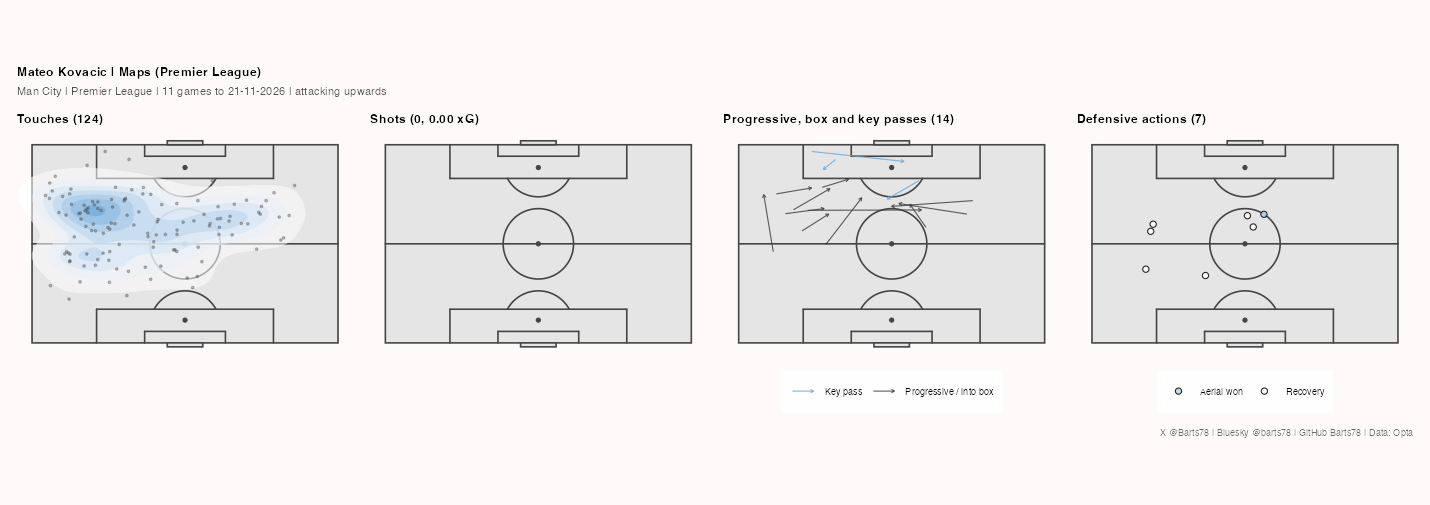 Mateo Kovacic | Maps (Premier League)
Man City | Premier League | 11 games to 21-11-2026 | attacking upwards
Touches (124)
Shots (0, 0.00 xG)
Progressive, box and key passes (14)
Defensive actions (7)
Key pass
Progressive / into box
Aerial won
Recovery
X @Barts78 | Bluesky @barts78 | GitHub Barts78 | Data: Opta